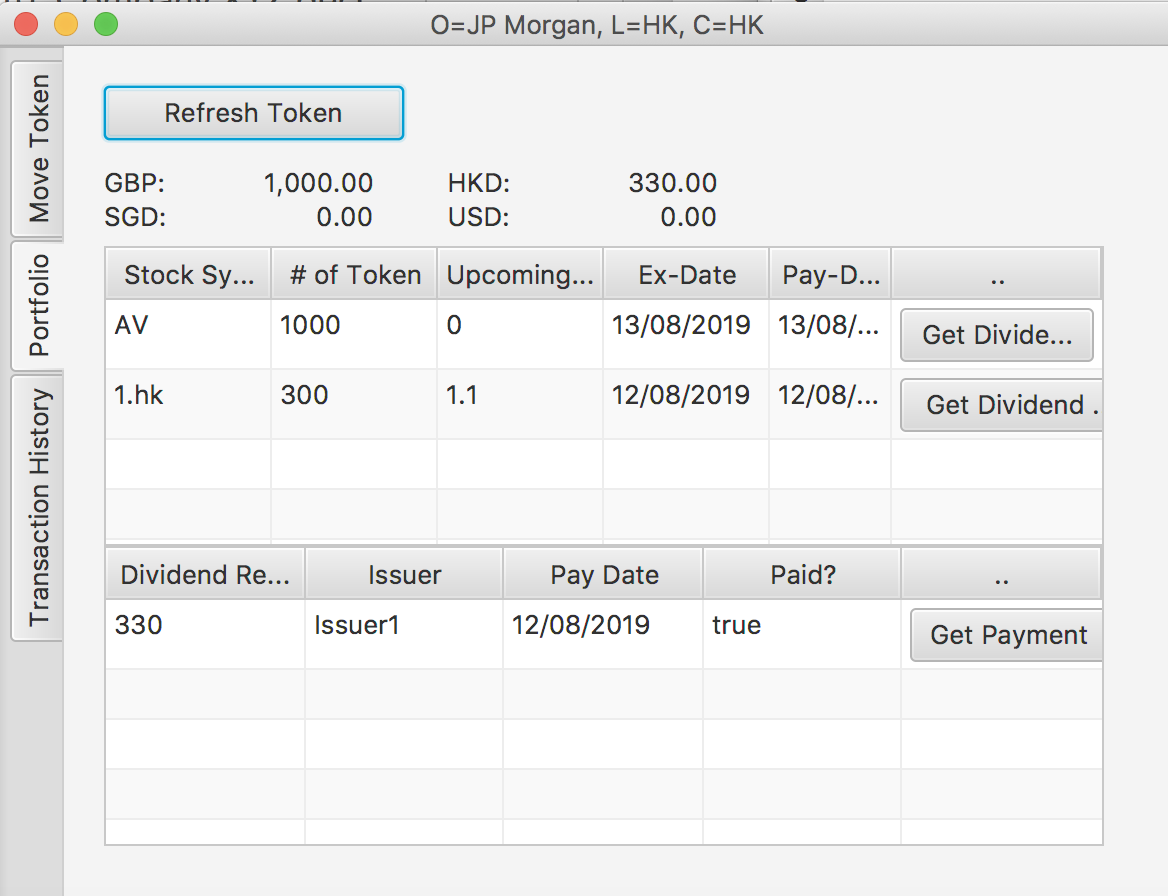 O=JP Morgan, L=HK, C=HK
Move Token
Portfolio
Transaction History
Refresh Token
GBP: 1,000.00 HKD: 330.00
SGD: 0.00 USD: 0.00
Stock Sy... # of Token Upcoming... Ex-Date Pay-D... ..
AV 1000 0 13/08/2019 13/08/... Get Divide...
1.hk 300 1.1 12/08/2019 12/08/... Get Dividend .
Dividend Re... Issuer Pay Date Paid? ..
330 Issuer1 12/08/2019 true Get Payment